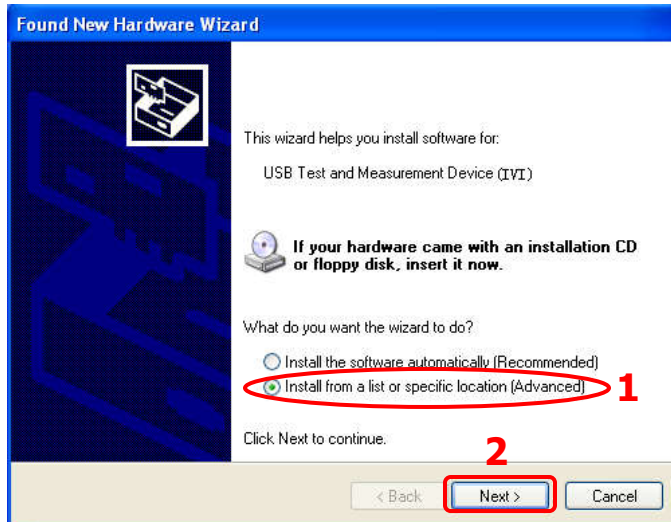 Found New Hardware Wizard
This wizard helps you install software for:
USB Test and Measurement Device (IVI)
If your hardware came with an installation CD
or floppy disk, insert it now.
What do you want the wizard to do?
Install the software automatically (Recommended)
Install from a list or specific location (Advanced)
1
Click Next to continue.
2
< Back
Next >
Cancel